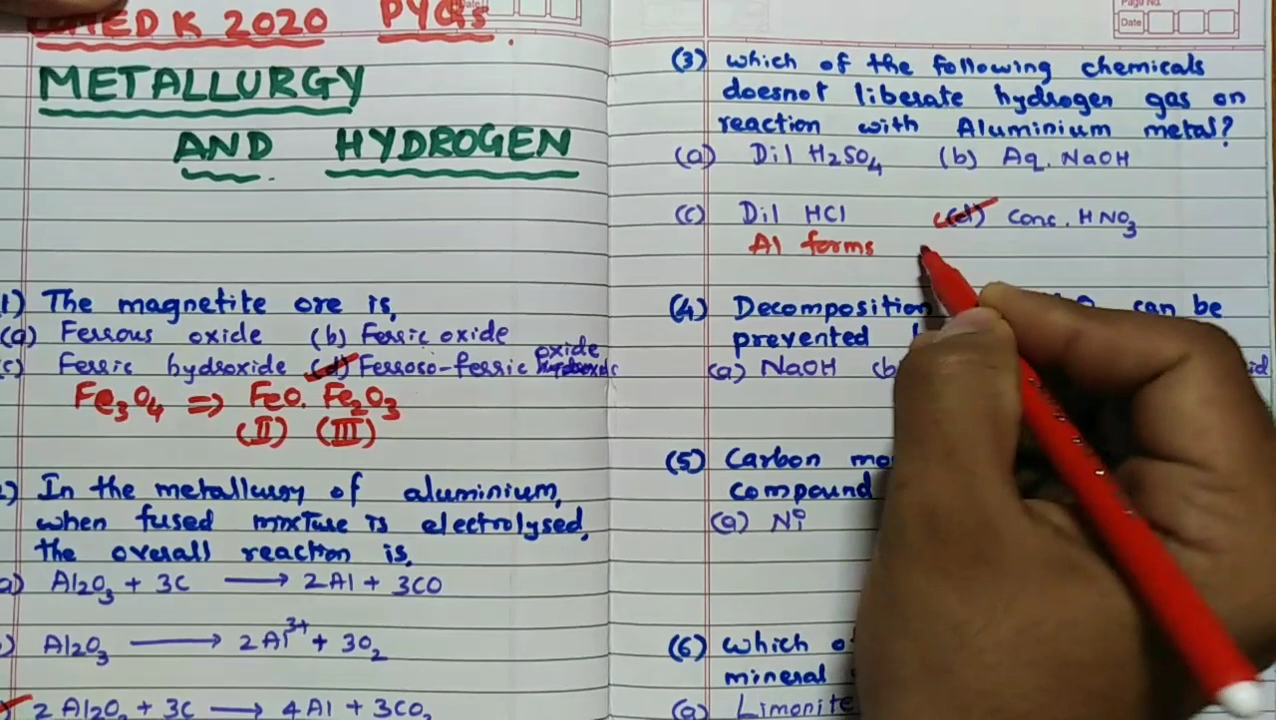 COMED K 2020 PYQs.
METALLURGY
AND HYDROGEN
1) The magnetite ore is,
(a) Ferrous oxide (b) Ferric oxide
(c) Ferric hydroxide (d) Ferroso-ferric oxide
Fe3O4 ⇒ FeO. Fe2O3
(II) (III)
2) In the metallurgy of aluminium,
when fused mixture is electrolysed,
the overall reaction is,
a) Al2O3 + 3C ⟶ 2Al + 3CO
) Al2O3 ⟶ 2Al3+ + 3O2
2Al2O3 + 3C ⟶ 4Al + 3CO2
Page No.
Date
(3) which of the following chemicals
doesnot liberate hydrogen gas on
reaction with Aluminium metal?
(a) Dil H2SO4 (b) Aq. NaOH
(c) Dil HCl (d) Conc. HNO3
Al forms
(4) Decomposition can be
prevented
(a) NaOH (b
(5) Carbon
compound
(a) Ni
(6) which
mineral
(a) Limonite